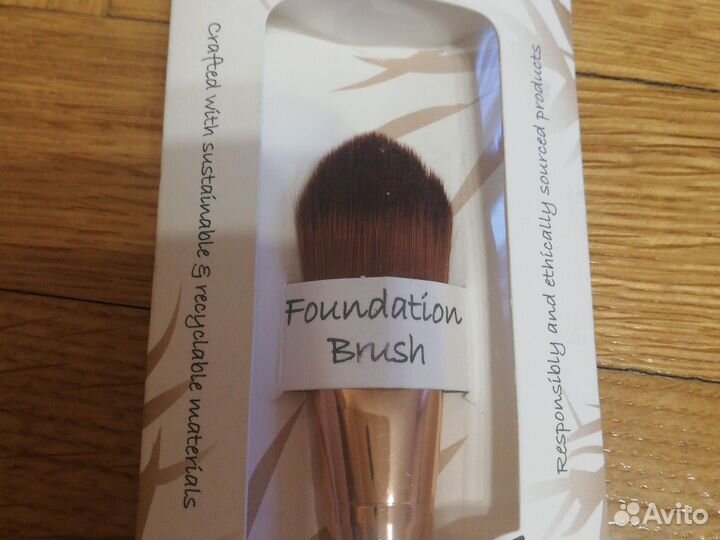 Crafted with sustainable & recyclable materials
Foundation
Brush
Responsibly and ethically sourced products
Avito